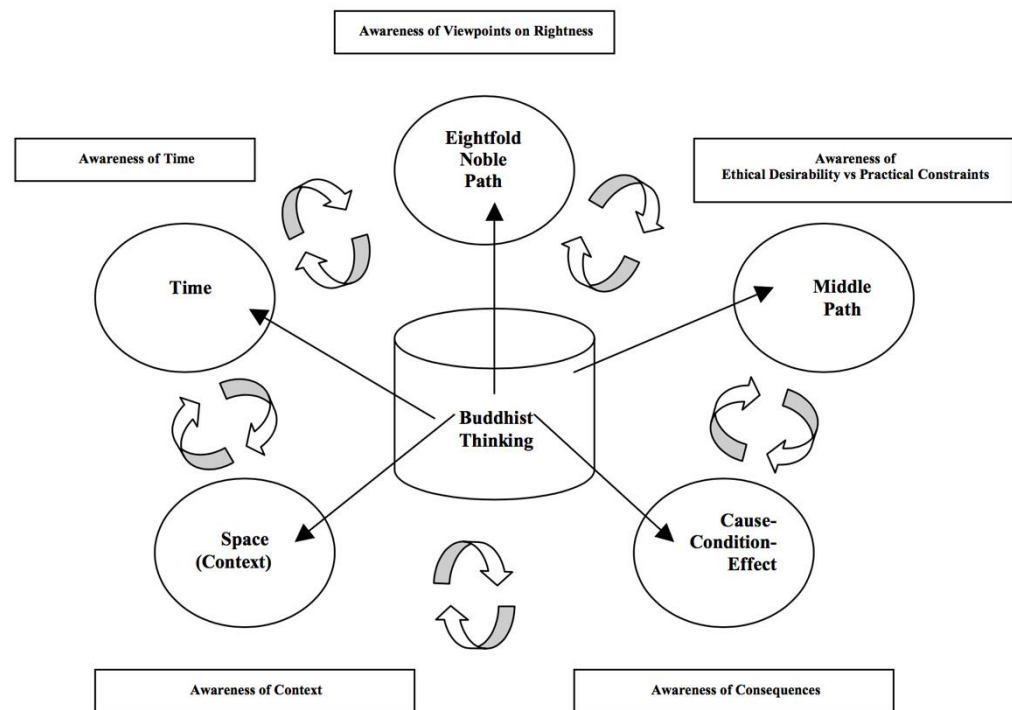 Awareness of Viewpoints on Rightness
Eightfold
Noble
Path
Awareness of Time
Awareness of
Ethical Desirability vs Practical Constraints
Time
Middle
Path
Buddhist
Thinking
Space
(Context)
Cause-
Condition-
Effect
Awareness of Context
Awareness of Consequences